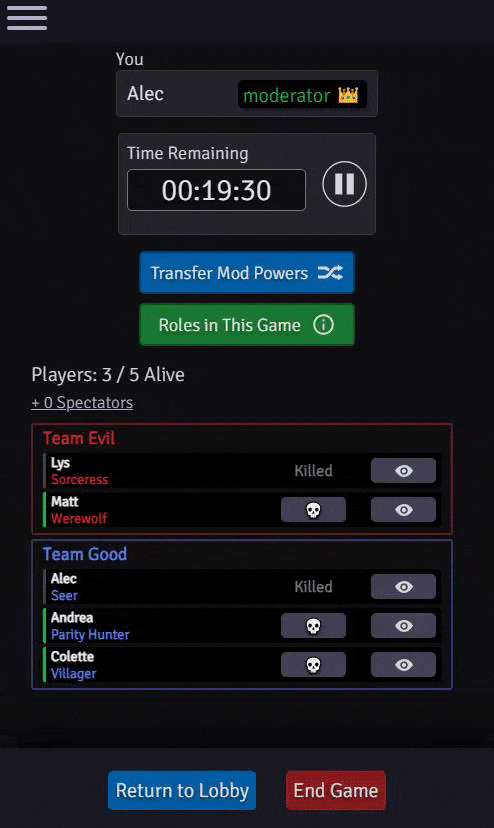 You
Alec moderator 👑
Time Remaining
00:19:30
Transfer Mod Powers
Roles in This Game
Players: 3 / 5 Alive
+ 0 Spectators
Team Evil
Lys
Sorceress
Killed
Matt
Werewolf
Team Good
Alec
Seer
Killed
Andrea
Parity Hunter
Colette
Villager
Return to Lobby End Game